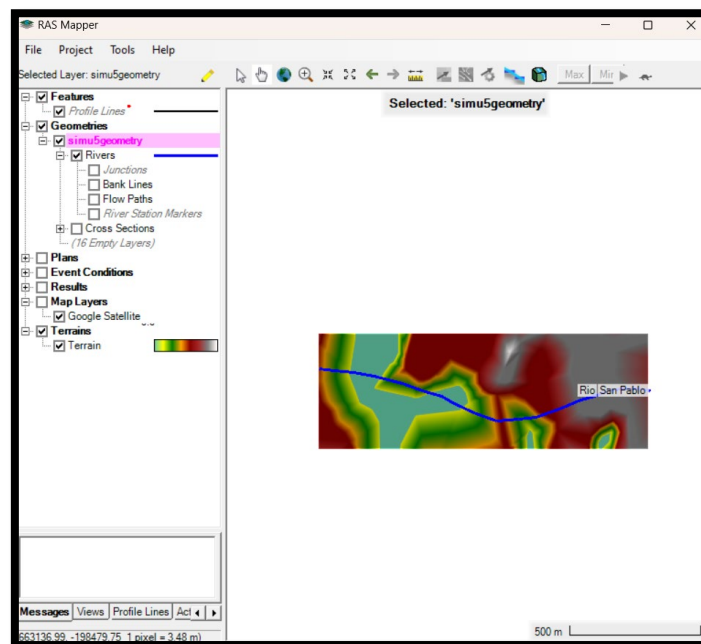 RAS Mapper
File Project Tools Help
Selected Layer: simu5geometry
Max Min
Selected: 'simu5geometry'
Features
Profile Lines
Geometries
simu5geometry
Rivers
Junctions
Bank Lines
Flow Paths
River Station Markers
Cross Sections
(16 Empty Layers)
Plans
Event Conditions
Results
Map Layers
Google Satellite
Terrains
Terrain
Rio San Pablo
Messages Views Profile Lines Act
663136.99, -198479.75 1 pixel = 3.48 m)
500 m